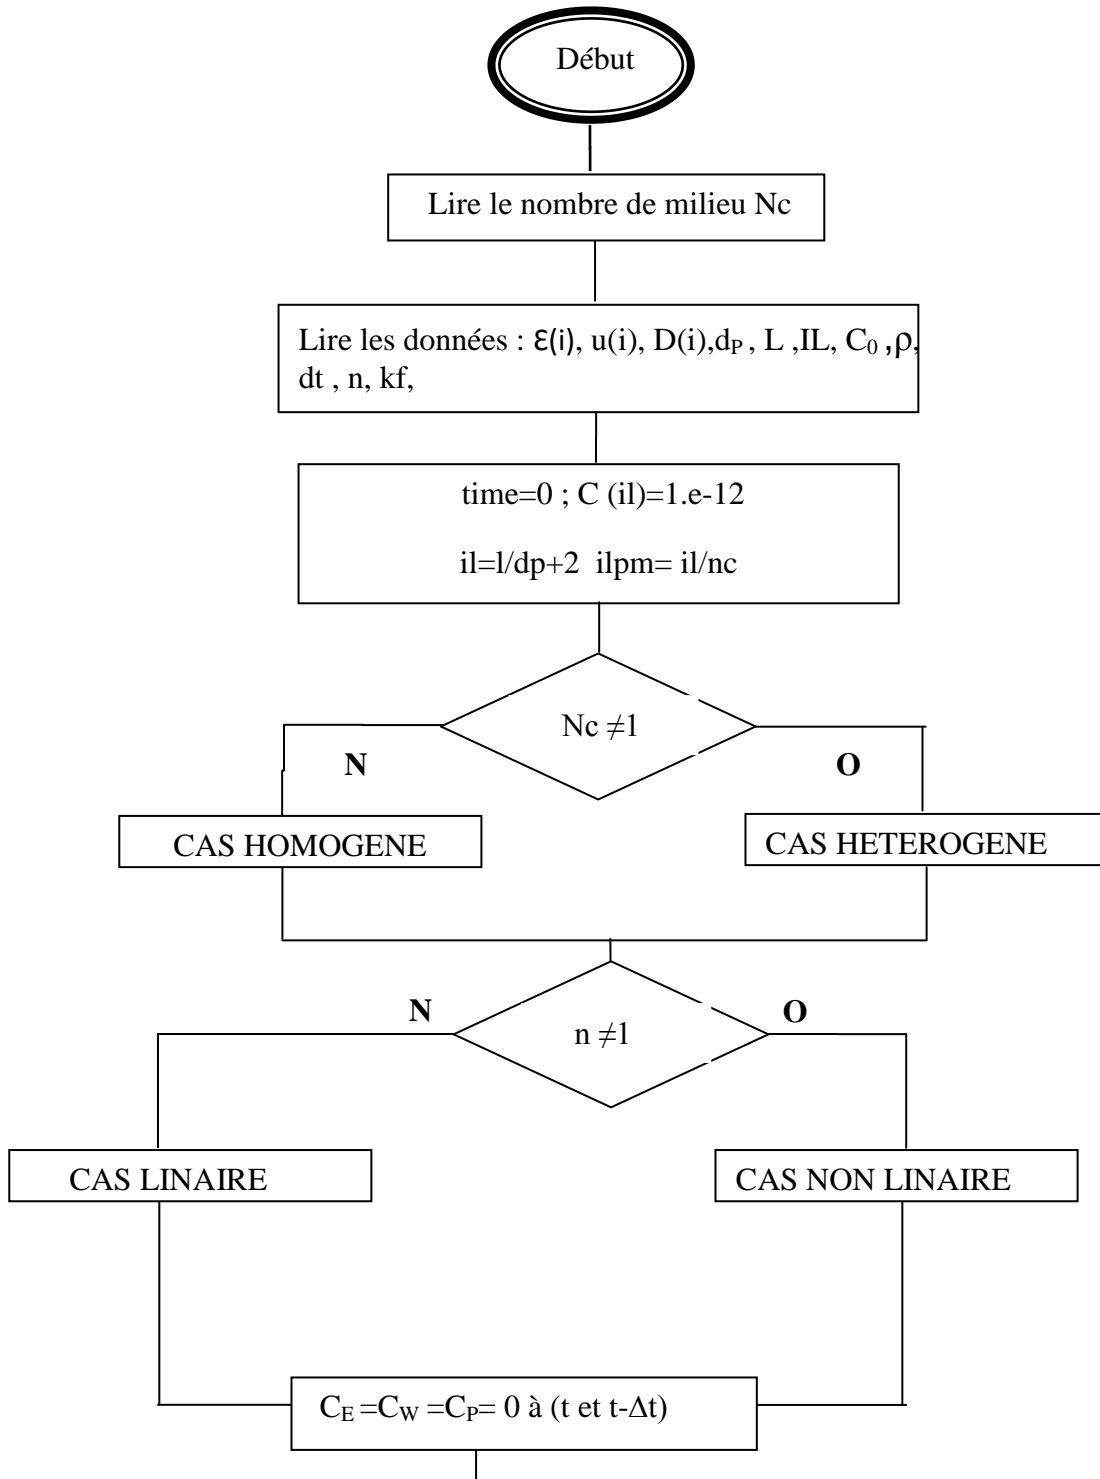 Début
Lire le nombre de milieu Nc
Lire les données : Ɛ(i), u(i), D(i),dP , L ,IL, C0 ,ρ,
dt , n, kf,
time=0 ; C (il)=1.e-12
il=l/dp+2 ilpm= il/nc
Nc ≠1
N
O
CAS HOMOGENE
CAS HETEROGENE
N
O
n ≠1
CAS LINAIRE
CAS NON LINAIRE
CE =CW =CP= 0 à (t et t-Δt)